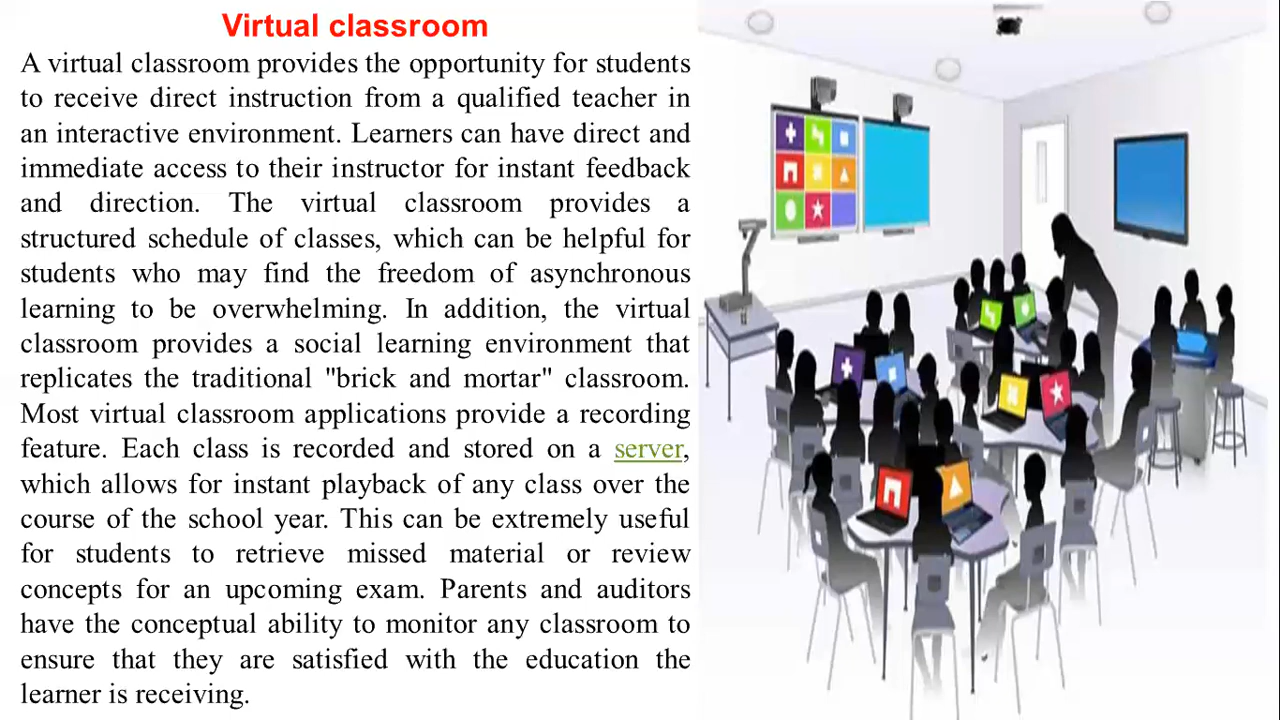 Virtual classroom
A virtual classroom provides the opportunity for students
to receive direct instruction from a qualified teacher in
an interactive environment. Learners can have direct and
immediate access to their instructor for instant feedback
and direction. The virtual classroom provides a
structured schedule of classes, which can be helpful for
students who may find the freedom of asynchronous
learning to be overwhelming. In addition, the virtual
classroom provides a social learning environment that
replicates the traditional "brick and mortar" classroom.
Most virtual classroom applications provide a recording
feature. Each class is recorded and stored on a server,
which allows for instant playback of any class over the
course of the school year. This can be extremely useful
for students to retrieve missed material or review
concepts for an upcoming exam. Parents and auditors
have the conceptual ability to monitor any classroom to
ensure that they are satisfied with the education the
learner is receiving.